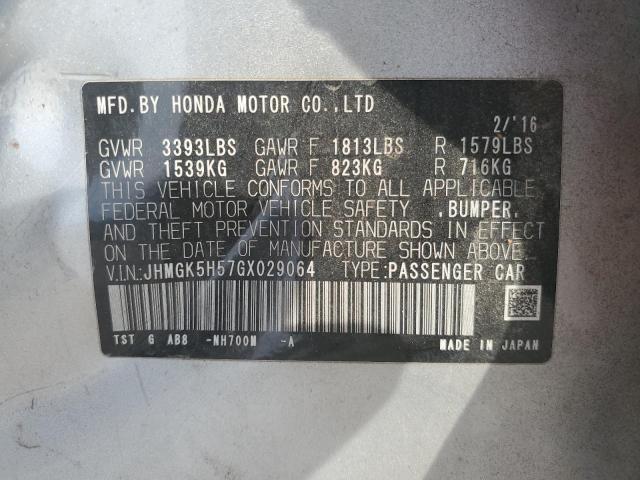 MFD.BY HONDA MOTOR CO.,LTD
2/'16
GVWR 3393LBS GAWR F 1813LBS R 1579LBS
GVWR 1539KG GAWR F 823KG R 716KG
THIS VEHICLE CONFORMS TO ALL APPLICABLE
FEDERAL MOTOR VEHICLE SAFETY ,BUMPER,
AND THEFT PREVENTION STANDARDS IN EFFECT
ON THE DATE OF MANUFACTURE SHOWN ABOVE.
V.I.N.:JHMGK5H57GX029064 TYPE:PASSENGER CAR
TST G AB8 -NH700M -A MADE IN JAPAN